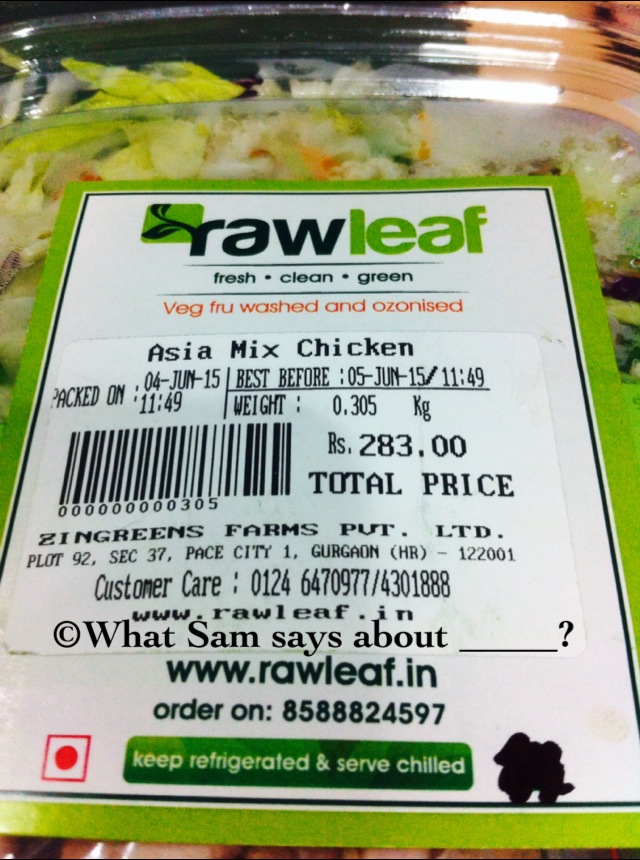 rawleaf
fresh • clean • green
Veg fru washed and ozonised
Asia Mix Chicken
PACKED ON : 04-JUN-15 11:49
BEST BEFORE : 05-JUN-15/ 11:49
WEIGHT : 0.305 Kg
Rs. 283.00
TOTAL PRICE
000000000305
ZINGREENS FARMS PVT. LTD.
PLOT 92, SEC 37, PACE CITY 1, GURGAON (HR) - 122001
Customer Care : 0124 6470977/4301888
www.rawleaf.in
©What Sam says about _____?
www.rawleaf.in
order on: 8588824597
keep refrigerated & serve chilled